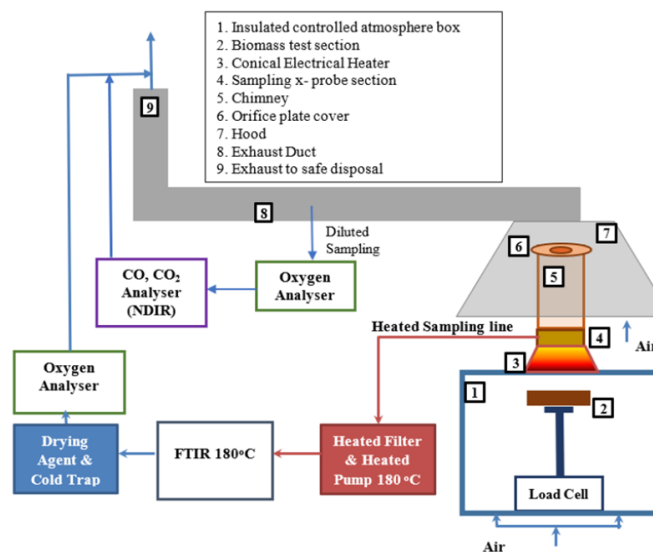 1. Insulated controlled atmosphere box
2. Biomass test section
3. Conical Electrical Heater
4. Sampling x- probe section
5. Chimney
6. Orifice plate cover
7. Hood
8. Exhaust Duct
9. Exhaust to safe disposal
9
8
7
6
5
Diluted
Sampling
CO, CO₂
Analyser
(NDIR)
Oxygen
Analyser
Heated Sampling line
4
Air
3
Oxygen
Analyser
1
2
Drying
Agent &
Cold Trap
FTIR 180°C
Heated Filter
& Heated
Pump 180 °C
Load Cell
Air